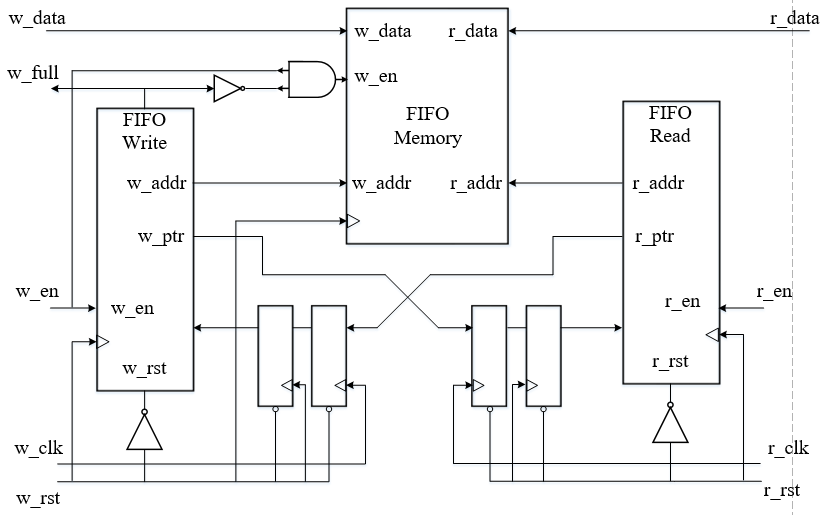 w_data
w_data
r_data
r_data
w_full
w_en
FIFO
Memory
FIFO
Write
FIFO
Read
w_addr
w_addr
r_addr
r_addr
w_ptr
r_ptr
w_en
w_en
r_en
r_en
w_rst
r_rst
w_clk
r_clk
w_rst
r_rst